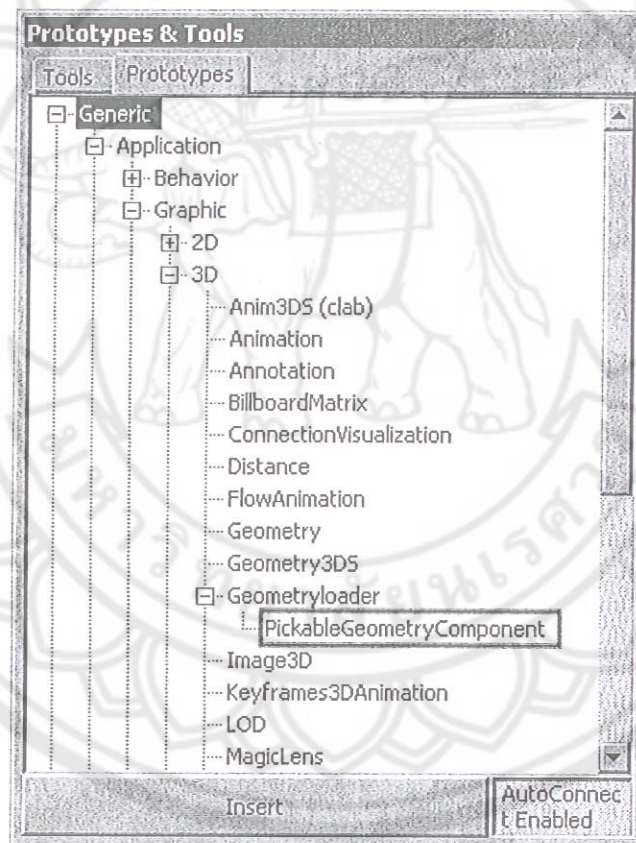 Prototypes & Tools
Tools Prototypes
Generic
Application
Behavior
Graphic
2D
3D
Anim3DS (clab)
Animation
Annotation
BillboardMatrix
ConnectionVisualization
Distance
FlowAnimation
Geometry
Geometry3DS
Geometryloader
PickableGeometryComponent
Image3D
Keyframes3DAnimation
LOD
MagicLens
Insert
AutoConnec
t Enabled